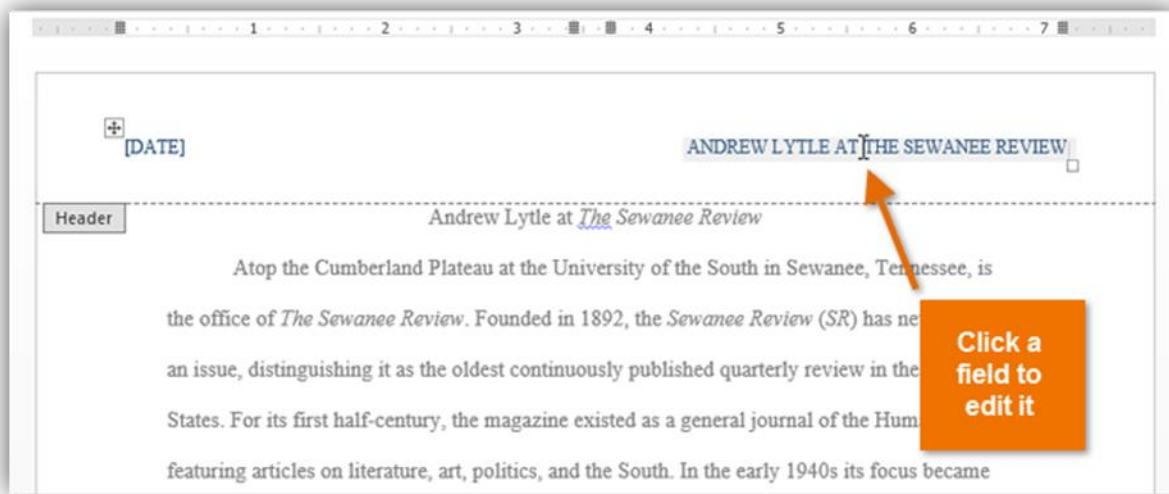 1 2 3 4 5 6 7
[DATE] ANDREW LYTLE AT THE SEWANEE REVIEW
Header
Andrew Lytle at The Sewanee Review
Atop the Cumberland Plateau at the University of the South in Sewanee, Tennessee, is
the office of The Sewanee Review. Founded in 1892, the Sewanee Review (SR) has
an issue, distinguishing it as the oldest continuously published quarterly review in the
States. For its first half-century, the magazine existed as a general journal of the
featuring articles on literature, art, politics, and the South. In the early 1940s its focus became
Click a
field to
edit it